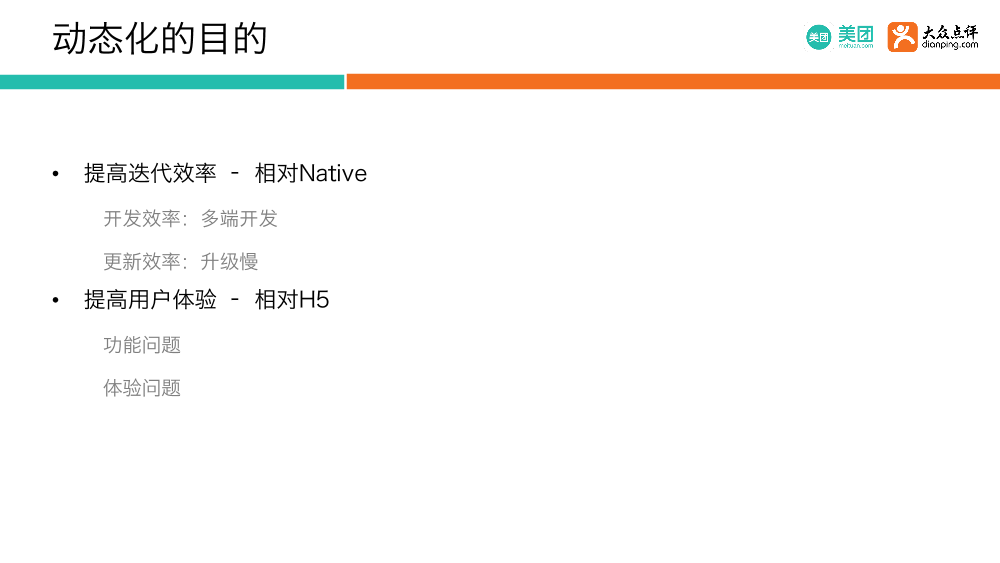 动态化的目的
美团
美团
meituan.com
大众点评
dianping.com
• 提高迭代效率 - 相对Native
开发效率：多端开发
更新效率：升级慢
• 提高用户体验 - 相对H5
功能问题
体验问题